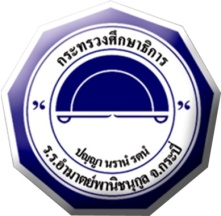 กระทรวงศึกษาธิการ
ปญฺญา นรานํ รตนํ
ร.ร.อำมาตย์พานิชนุกูล จ.กระบี่